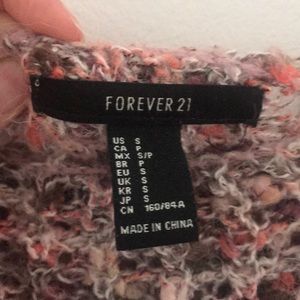 FOREVER 21
US S
CA P
MX S/P
BR P
EU S
UK S
KR S
JP S
CN 160/84A
MADE IN CHINA